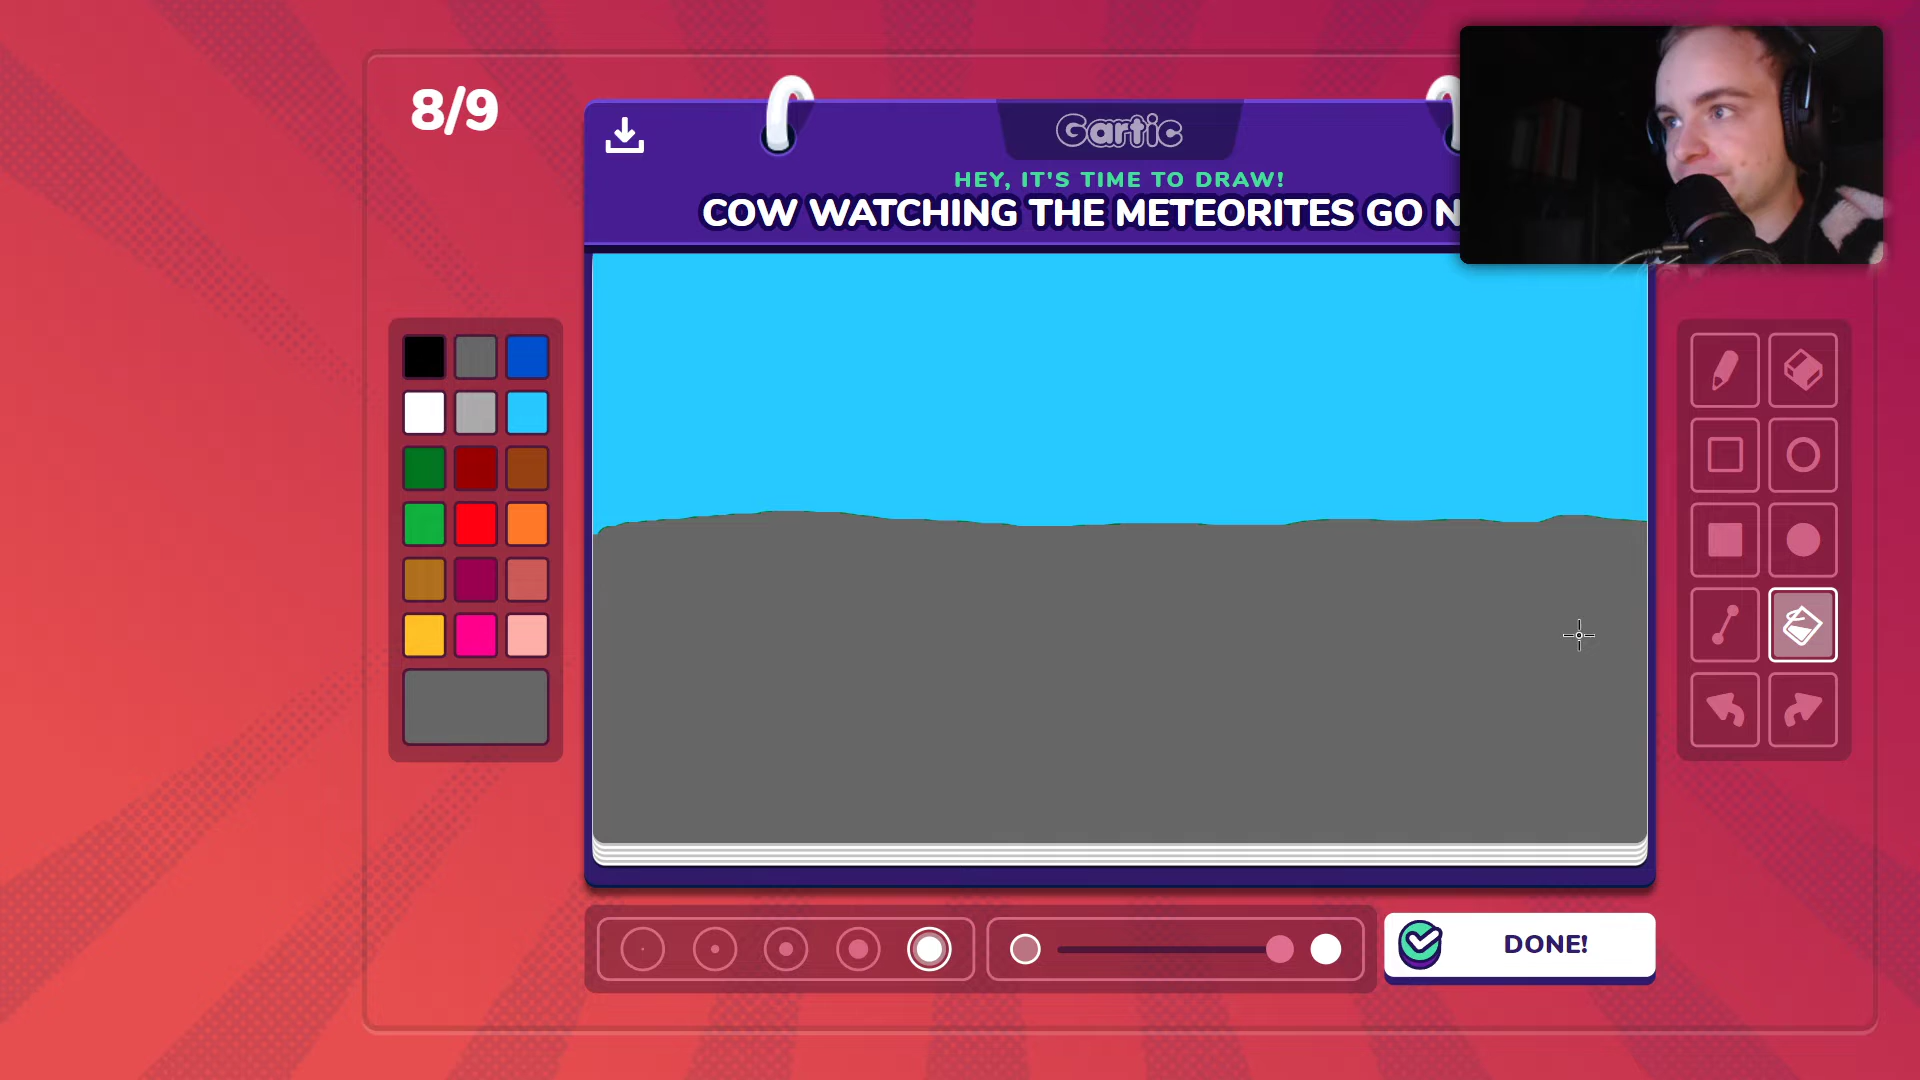 8/9
Gartic
HEY, IT'S TIME TO DRAW!
COW WATCHING THE METEORITES GO
DONE!